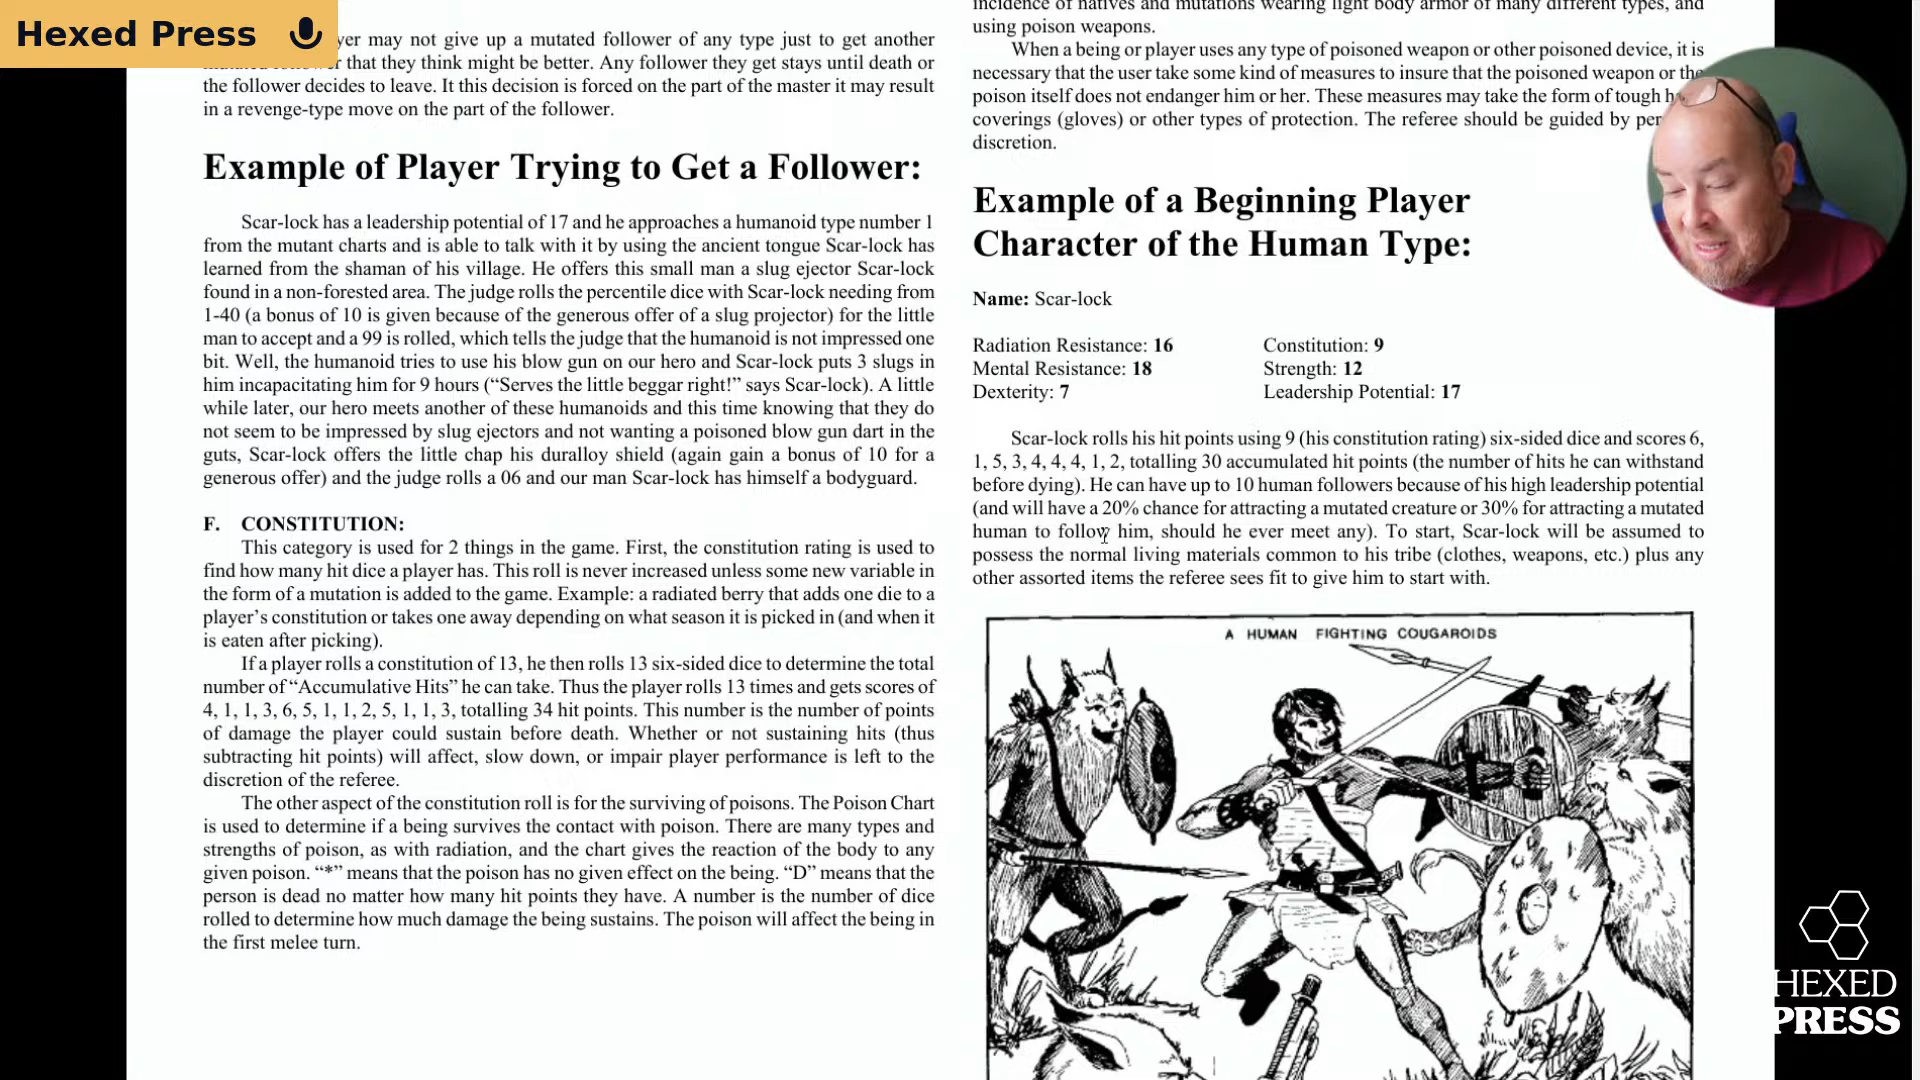 Hexed Press
yer may not give up a mutated follower of any type just to get another
that they think might be better. Any follower they get stays until death or
the follower decides to leave. It this decision is forced on the part of the master it may result
in a revenge-type move on the part of the follower.
Example of Player Trying to Get a Follower:
Scar-lock has a leadership potential of 17 and he approaches a humanoid type number 1
from the mutant charts and is able to talk with it by using the ancient tongue Scar-lock has
learned from the shaman of his village. He offers this small man a slug ejector Scar-lock
found in a non-forested area. The judge rolls the percentile dice with Scar-lock needing from
1-40 (a bonus of 10 is given because of the generous offer of a slug projector) for the little
man to accept and a 99 is rolled, which tells the judge that the humanoid is not impressed one
bit. Well, the humanoid tries to use his blow gun on our hero and Scar-lock puts 3 slugs in
him incapacitating him for 9 hours (“Serves the little beggar right!” says Scar-lock). A little
while later, our hero meets another of these humanoids and this time knowing that they do
not seem to be impressed by slug ejectors and not wanting a poisoned blow gun dart in the
guts, Scar-lock offers the little chap his duralloy shield (again gain a bonus of 10 for a
generous offer) and the judge rolls a 06 and our man Scar-lock has himself a bodyguard.
F. CONSTITUTION:
This category is used for 2 things in the game. First, the constitution rating is used to
find how many hit dice a player has. This roll is never increased unless some new variable in
the form of a mutation is added to the game. Example: a radiated berry that adds one die to a
player’s constitution or takes one away depending on what season it is picked in (and when it
is eaten after picking).
If a player rolls a constitution of 13, he then rolls 13 six-sided dice to determine the total
number of “Accumulative Hits” he can take. Thus the player rolls 13 times and gets scores of
4, 1, 1, 3, 6, 5, 1, 1, 2, 5, 1, 1, 3, totalling 34 hit points. This number is the number of points
of damage the player could sustain before death. Whether or not sustaining hits (thus
subtracting hit points) will affect, slow down, or impair player performance is left to the
discretion of the referee.
The other aspect of the constitution roll is for the surviving of poisons. The Poison Chart
is used to determine if a being survives the contact with poison. There are many types and
strengths of poison, as with radiation, and the chart gives the reaction of the body to any
given poison. “*” means that the poison has no given effect on the being. “D” means that the
person is dead no matter how many hit points they have. A number is the number of dice
rolled to determine how much damage the being sustains. The poison will affect the being in
the first melee turn.
incidence of natives and mutations wearing light body armor of many different types, and
using poison weapons.
When a being or player uses any type of poisoned weapon or other poisoned device, it is
necessary that the user take some kind of measures to insure that the poisoned weapon or the
poison itself does not endanger him or her. These measures may take the form of tough h
coverings (gloves) or other types of protection. The referee should be guided by per
discretion.
Example of a Beginning Player
Character of the Human Type:
Name: Scar-lock
Radiation Resistance: 16 Constitution: 9
Mental Resistance: 18 Strength: 12
Dexterity: 7 Leadership Potential: 17
Scar-lock rolls his hit points using 9 (his constitution rating) six-sided dice and scores 6,
1, 5, 3, 4, 4, 4, 1, 2, totalling 30 accumulated hit points (the number of hits he can withstand
before dying). He can have up to 10 human followers because of his high leadership potential
(and will have a 20% chance for attracting a mutated creature or 30% for attracting a mutated
human to follow him, should he ever meet any). To start, Scar-lock will be assumed to
possess the normal living materials common to his tribe (clothes, weapons, etc.) plus any
other assorted items the referee sees fit to give him to start with.
A HUMAN FIGHTING COUGAROIDS
HEXED
PRESS